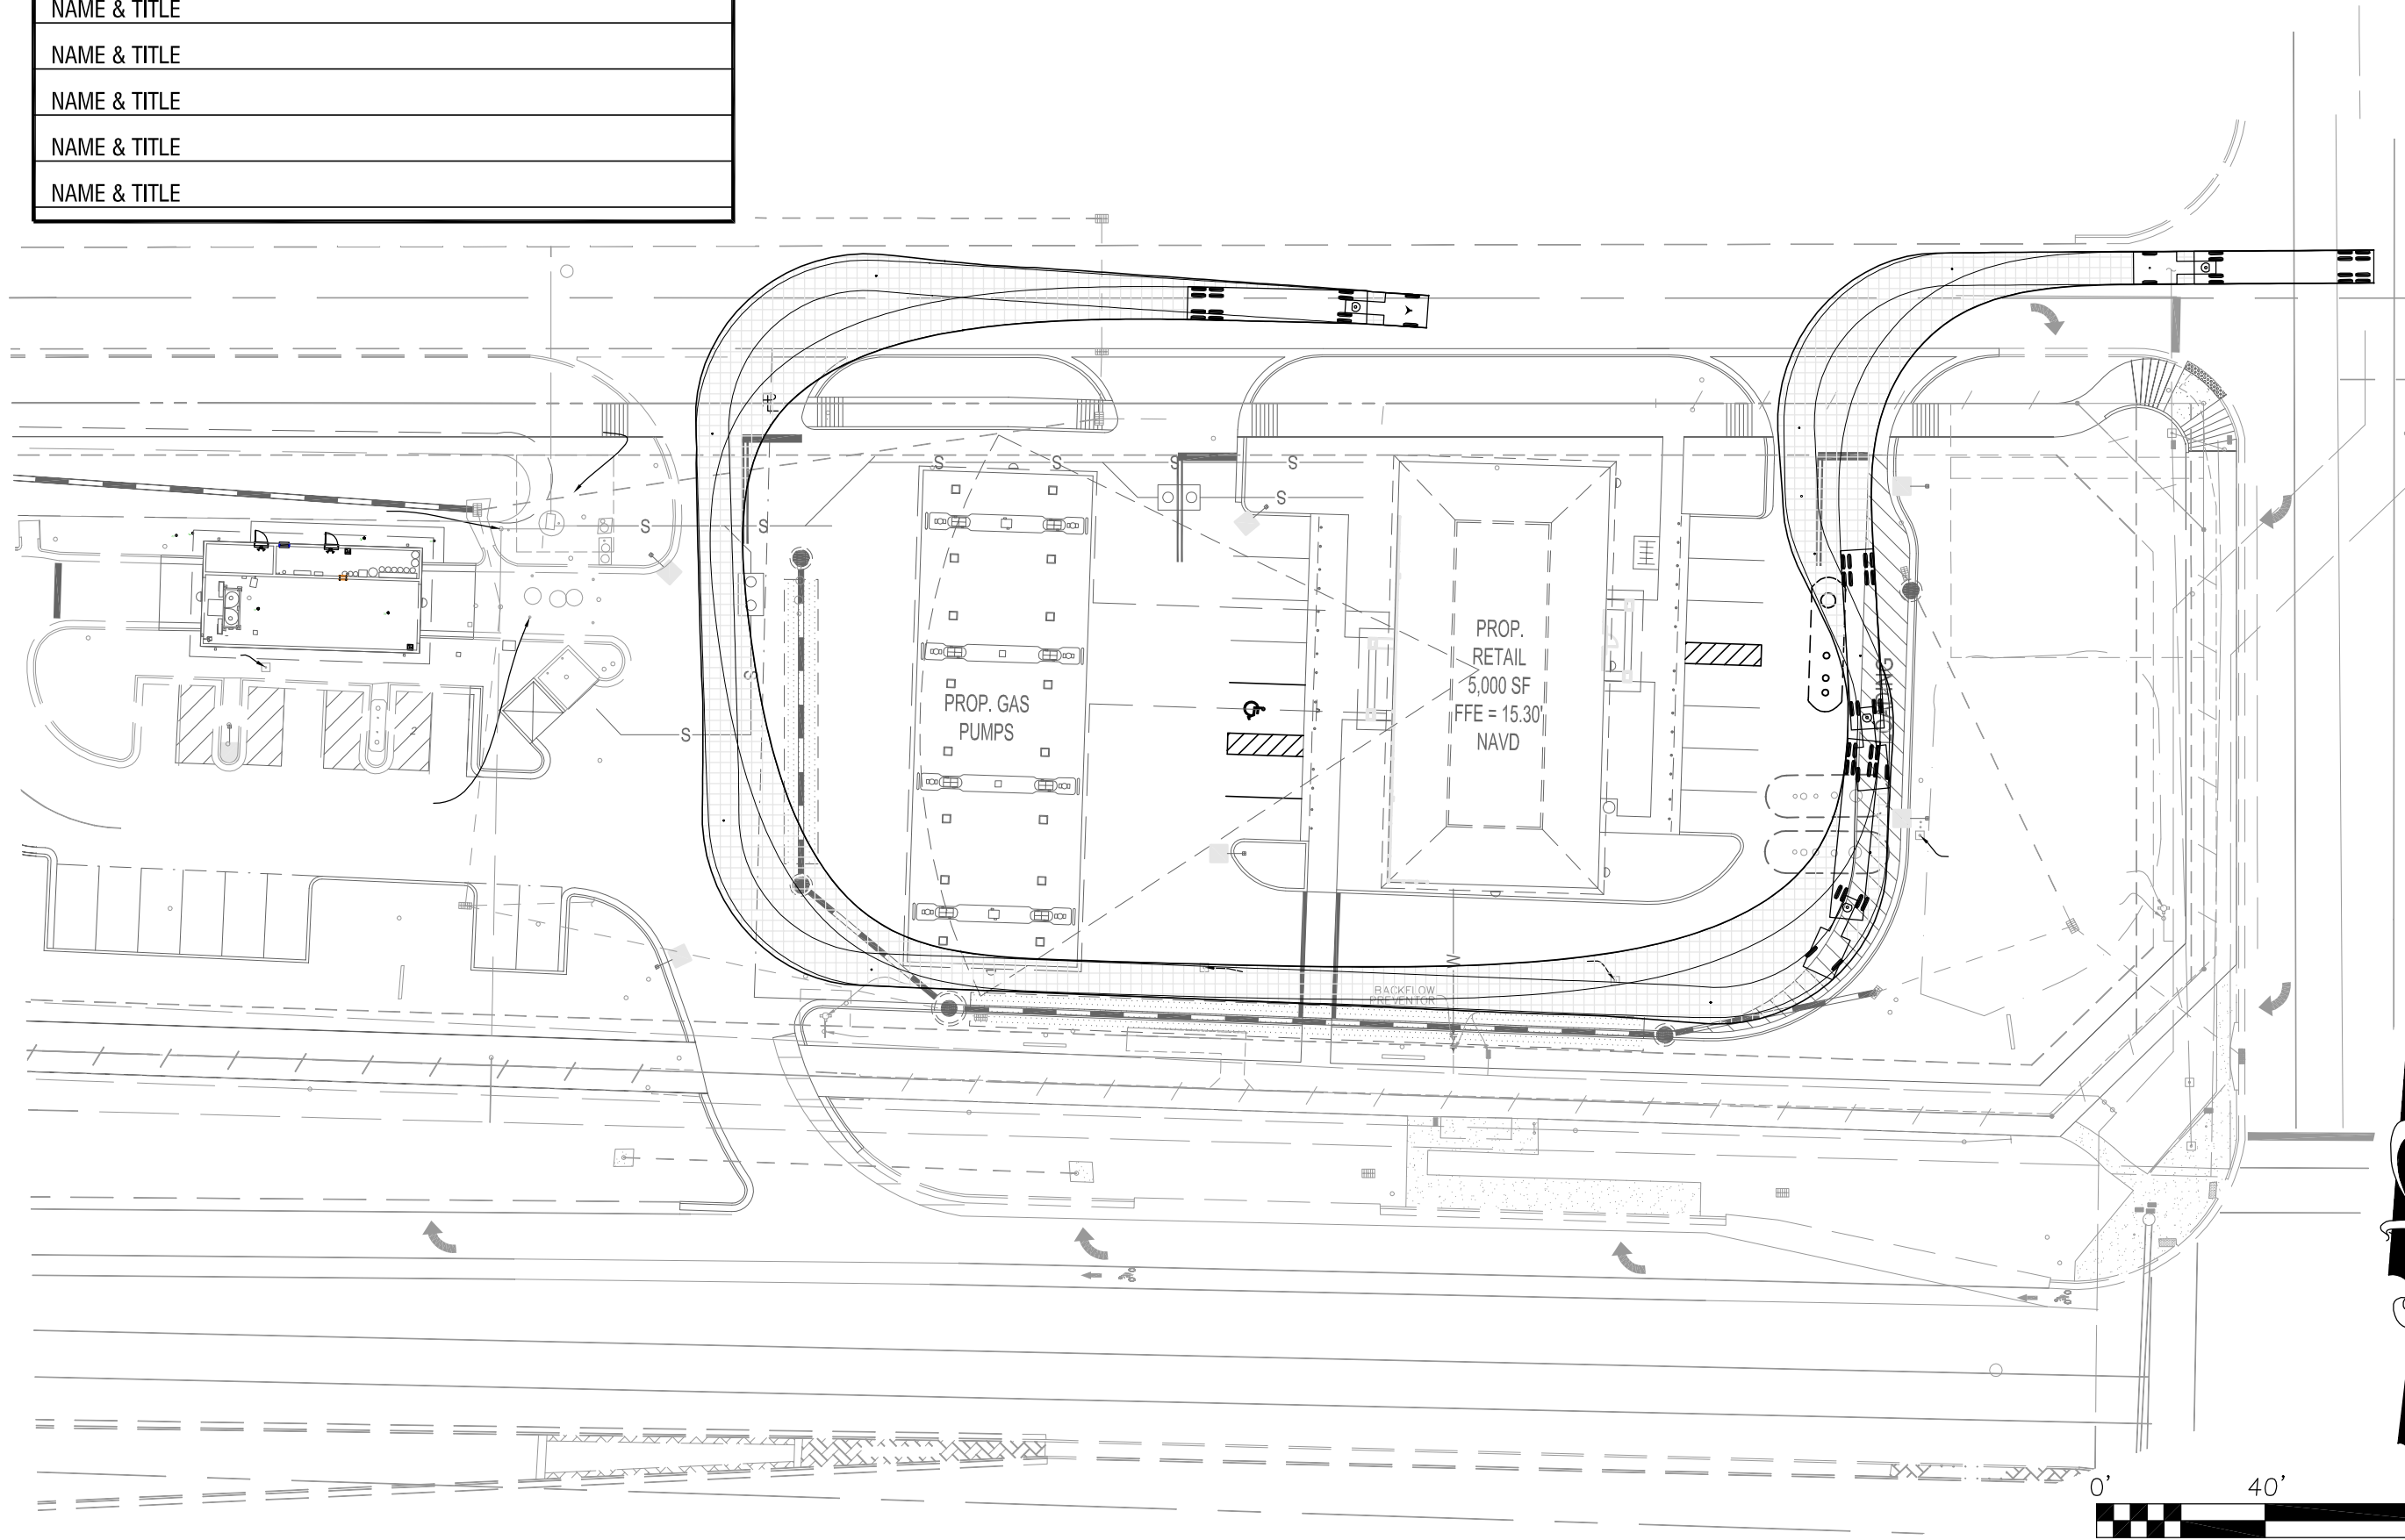 NAME & TITLE
NAME & TITLE
NAME & TITLE
NAME & TITLE
NAME & TITLE
S
S
S
S
S
S
S
S
S
PROP. GAS
PUMPS
PROP.
RETAIL
5,000 SF
FFE = 15.30'
NAVD
2
W
BACKFLOW
PREVENTOR
0'
40'